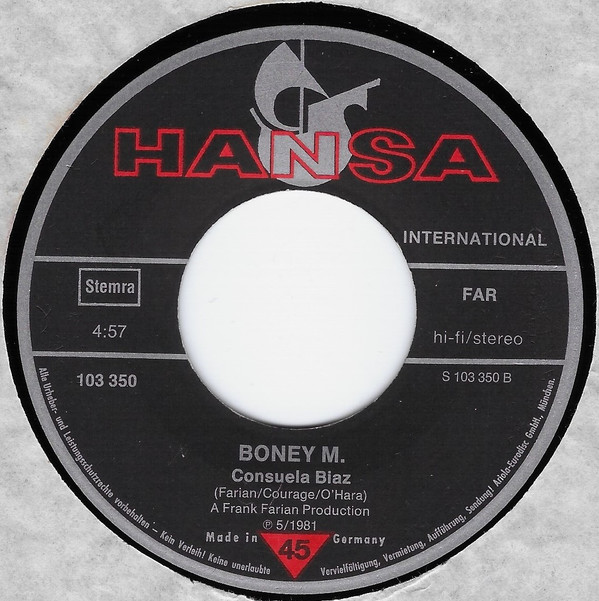 HANSA
INTERNATIONAL
Stemra
FAR
4:57
hi-fi/stereo
103 350
S 103 350 B
BONEY M.
Consuela Biaz
(Farian/Courage/O'Hara)
A Frank Farian Production
℗ 5/1981
Made in 45 Germany
Alle Urheber- und Leistungsschutzrechte vorbehalten - Kein Verleih! Keine unerlaubte Vervielfältigung, Vermietung, Aufführung, Sendung! Ariola-Eurodisc GmbH, München.